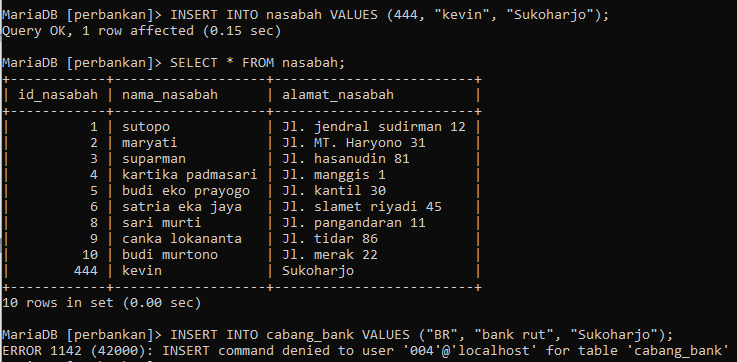 MariaDB [perbankan]> INSERT INTO nasabah VALUES (444, "kevin", "Sukoharjo");
Query OK, 1 row affected (0.15 sec)
MariaDB [perbankan]> SELECT * FROM nasabah;
+------------+-------------------+-------------------------+
| id_nasabah | nama_nasabah      | alamat_nasabah          |
+------------+-------------------+-------------------------+
|          1 | sutopo            | Jl. jendral sudirman 12 |
|          2 | maryati           | Jl. MT. Haryono 31      |
|          3 | suparman          | Jl. hasanudin 81        |
|          4 | kartika padmasari | Jl. manggis 1           |
|          5 | budi eko prayogo  | Jl. kantil 30           |
|          6 | satria eka jaya   | Jl. slamet riyadi 45    |
|          8 | sari murti        | Jl. pangandaran 11      |
|          9 | canka lokananta   | Jl. tidar 86            |
|         10 | budi murtono      | Jl. merak 22            |
|        444 | kevin             | Sukoharjo               |
+------------+-------------------+-------------------------+
10 rows in set (0.00 sec)
MariaDB [perbankan]> INSERT INTO cabang_bank VALUES ("BR", "bank rut", "Sukoharjo");
ERROR 1142 (42000): INSERT command denied to user '004'@'localhost' for table 'cabang_bank'